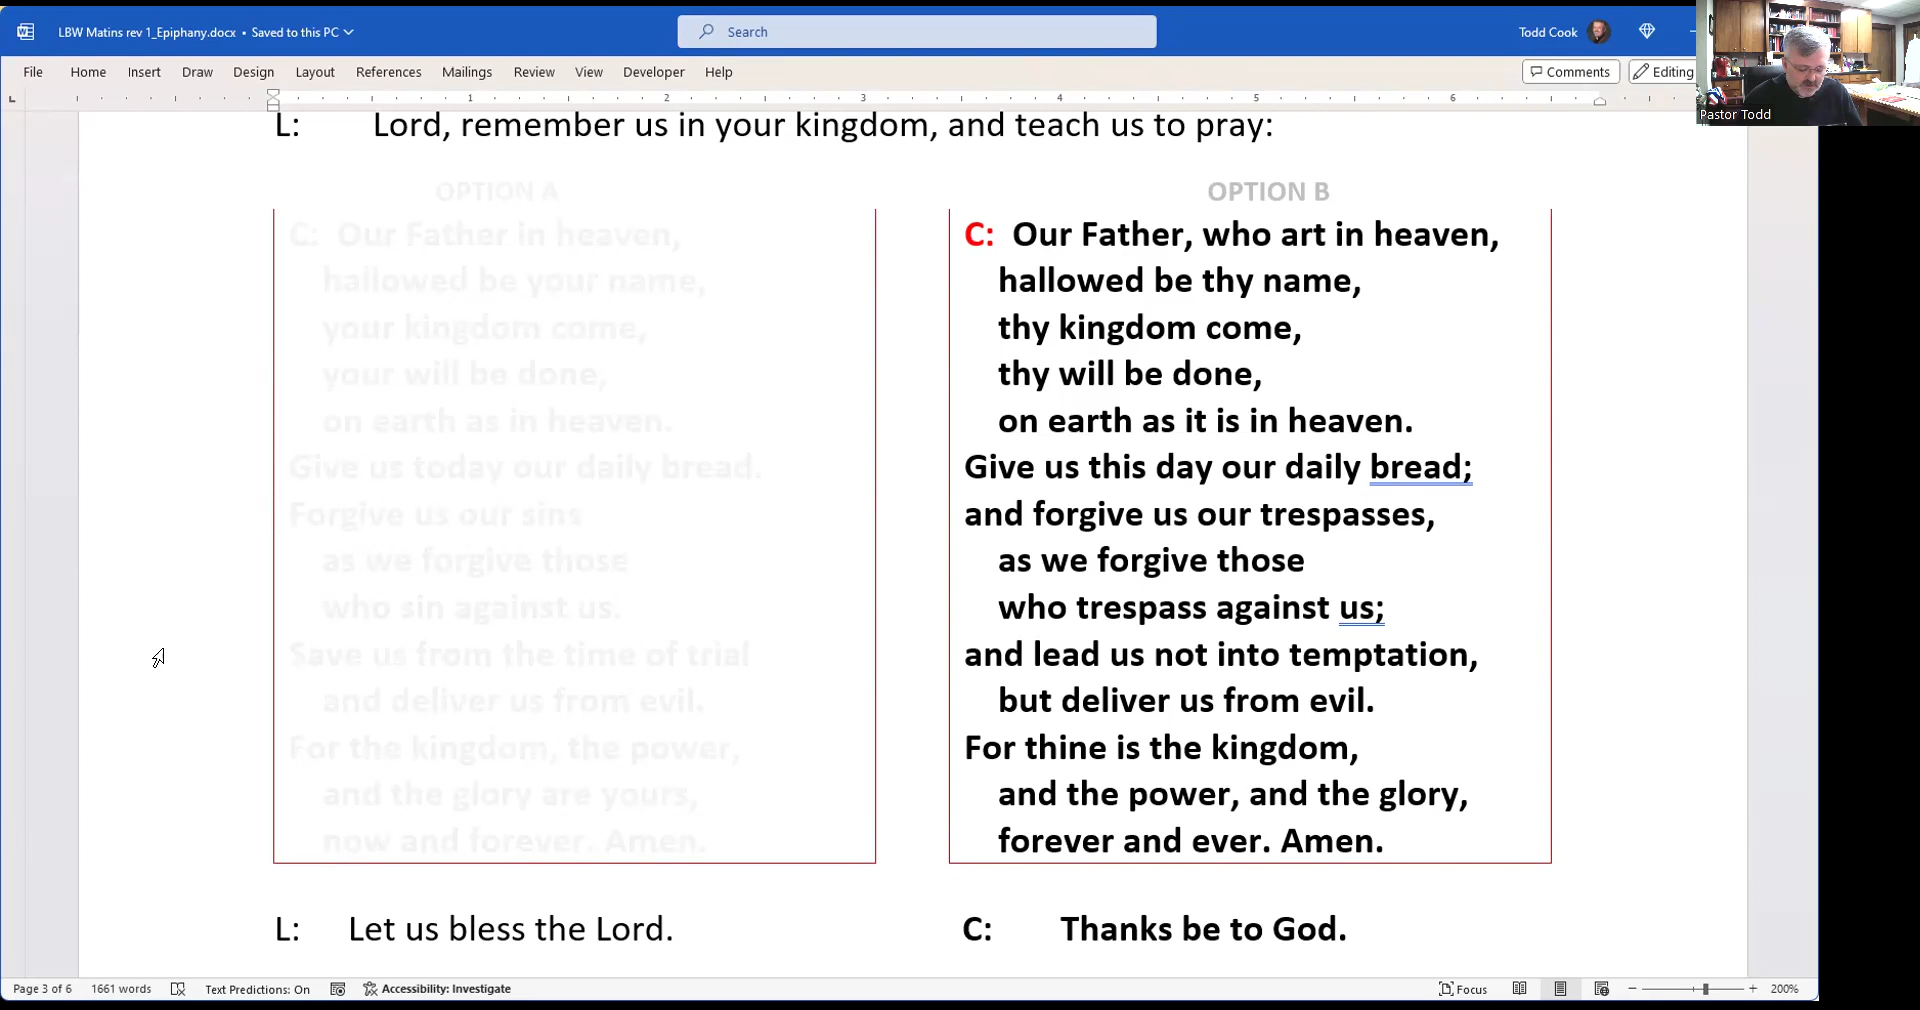 LBW Matins rev 1_Epiphany.docx • Saved to this PC
Search
Todd Cook
File Home Insert Draw Design Layout References Mailings Review View Developer Help
Comments
Editing
Pastor Todd
1 2 3 4 5 6
L: Lord, remember us in your kingdom, and teach us to pray:
OPTION A
C: Our Father in heaven,
hallowed be your name,
your kingdom come,
your will be done,
on earth as in heaven.
Give us today our daily bread.
Forgive us our sins
as we forgive those
who sin against us.
Save us from the time of trial
and deliver us from evil.
For the kingdom, the power,
and the glory are yours,
now and forever. Amen.
OPTION B
C: Our Father, who art in heaven,
hallowed be thy name,
thy kingdom come,
thy will be done,
on earth as it is in heaven.
Give us this day our daily bread;
and forgive us our trespasses,
as we forgive those
who trespass against us;
and lead us not into temptation,
but deliver us from evil.
For thine is the kingdom,
and the power, and the glory,
forever and ever. Amen.
L: Let us bless the Lord.
C: Thanks be to God.
Page 3 of 6 1661 words Text Predictions: On Accessibility: Investigate Focus 200%